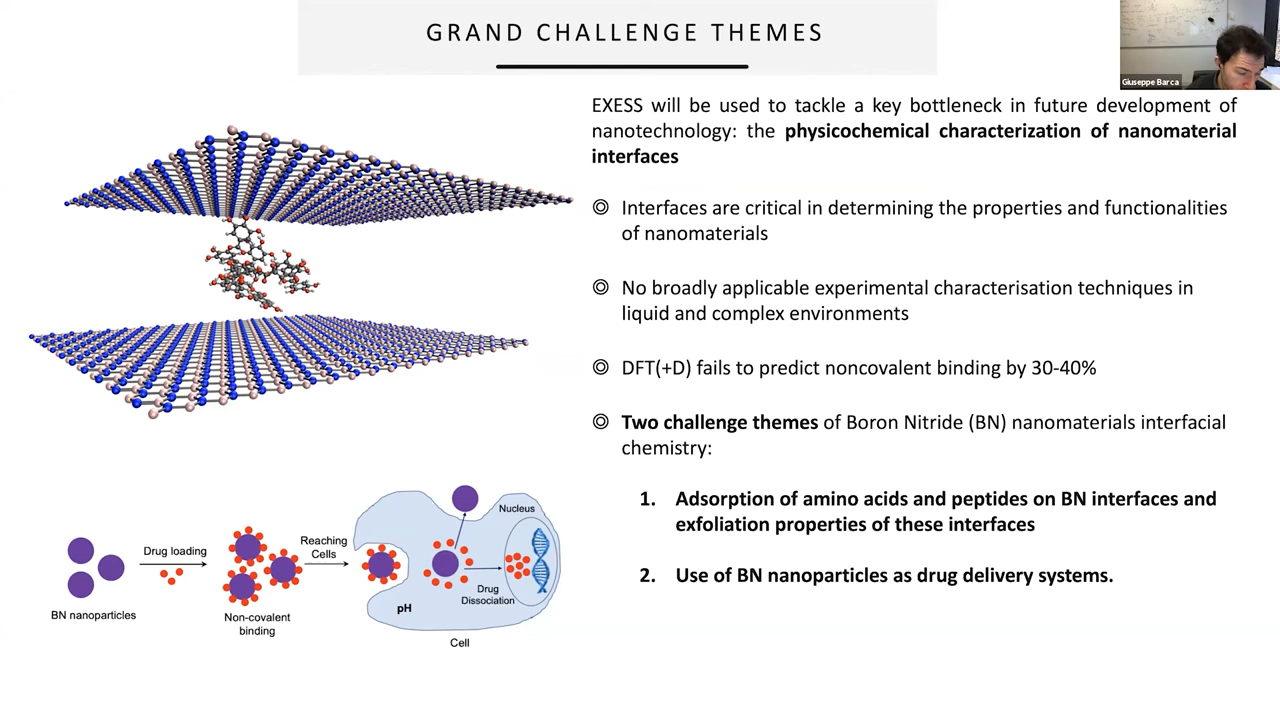 GRAND CHALLENGE THEMES
Giuseppe Barca
EXESS will be used to tackle a key bottleneck in future development of
nanotechnology: the physicochemical characterization of nanomaterial
interfaces
Interfaces are critical in determining the properties and functionalities
of nanomaterials
No broadly applicable experimental characterisation techniques in
liquid and complex environments
DFT(+D) fails to predict noncovalent binding by 30-40%
Two challenge themes of Boron Nitride (BN) nanomaterials interfacial
chemistry:
1. Adsorption of amino acids and peptides on BN interfaces and
exfoliation properties of these interfaces
2. Use of BN nanoparticles as drug delivery systems.
BN nanoparticles
Drug loading
Non-covalent
binding
Reaching
Cells
Nucleus
Drug
Dissociation
pH
Cell